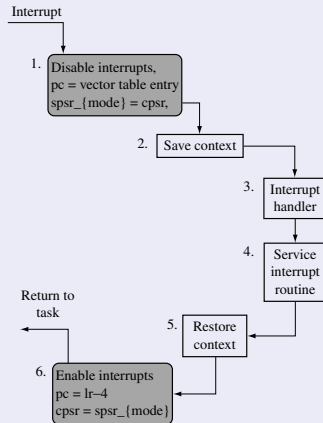 Interrupt
1. Disable interrupts,
pc = vector table entry
spsr_{mode} = cpsr,
2. Save context
3. Interrupt
handler
4. Service
interrupt
routine
Return to
task
5. Restore
context
6. Enable interrupts
pc = lr–4
cpsr = spsr_{mode}